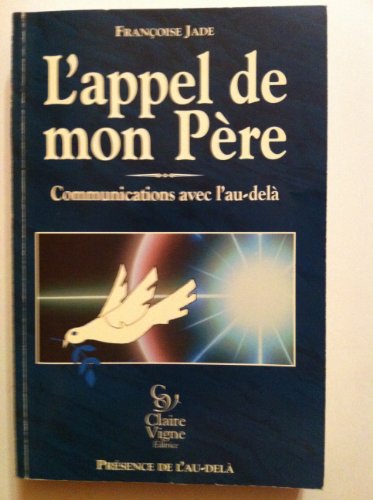 FRANÇOISE JADE
L'appel de
mon Père
Communications avec l'au-delà
CV
Claire
Vigne
Éditrice
PRÉSENCE DE L'AU-DELÀ